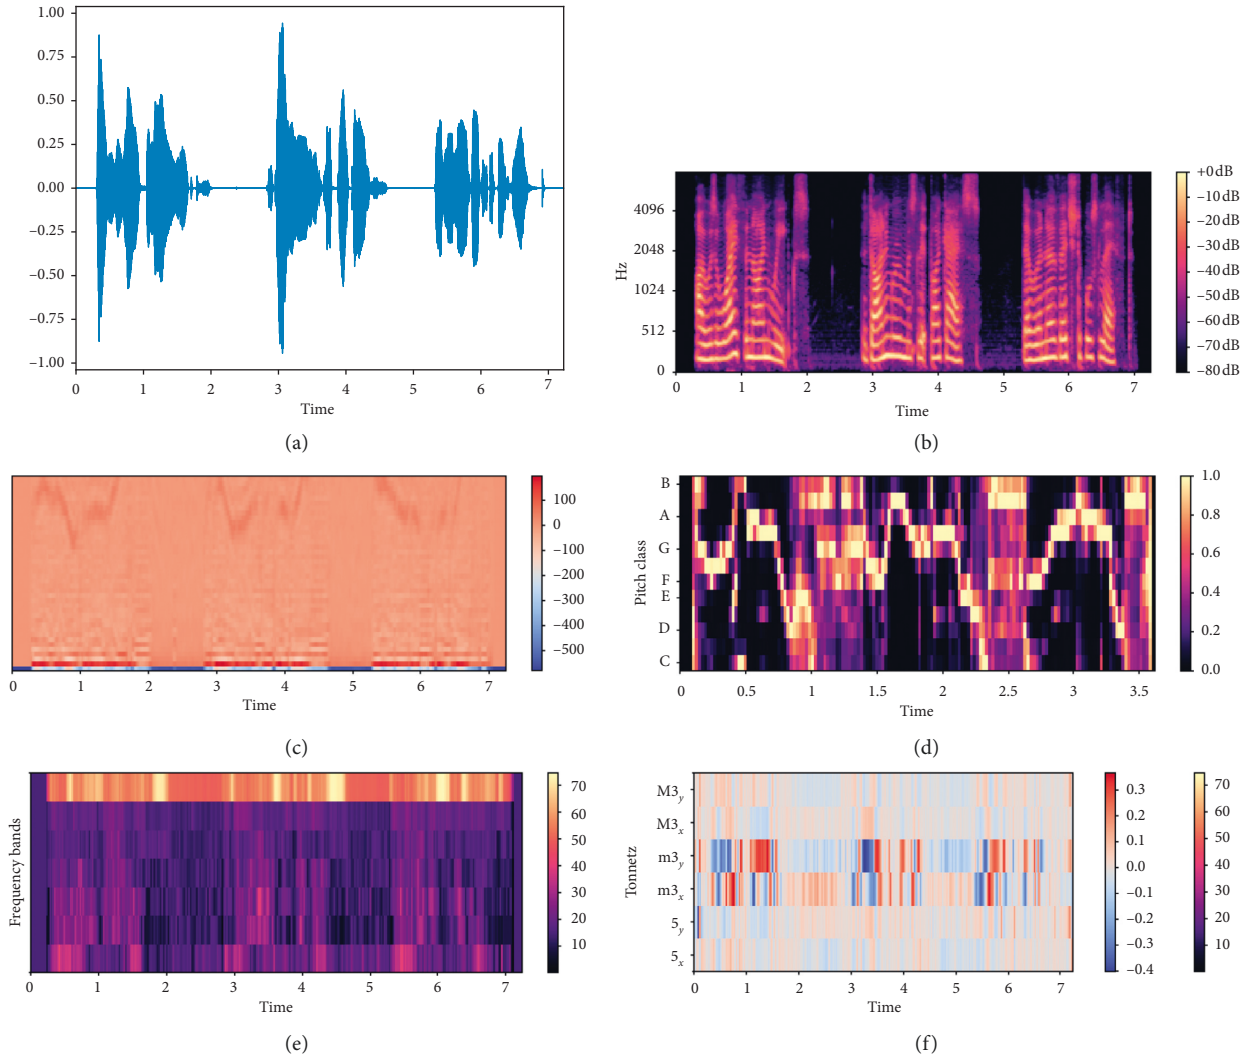 1.00
0.75
0.50
0.25
0.00
−0.25
−0.50
−0.75
−1.00
0 1 2 3 4 5 6 7
Time
(a)
Hz
4096
2048
1024
512
0
0 1 2 3 4 5 6 7
Time
+0 dB
−10 dB
−20 dB
−30 dB
−40 dB
−50 dB
−60 dB
−70 dB
−80 dB
(b)
0 1 2 3 4 5 6 7
Time
100
0
−100
−200
−300
−400
−500
(c)
Pitch class
B
A
G
F
E
D
C
0 0.5 1 1.5 2 2.5 3 3.5
Time
1.0
0.8
0.6
0.4
0.2
0.0
(d)
Frequency bands
0 1 2 3 4 5 6 7
Time
70
60
50
40
30
20
10
(e)
Tonnetz
M3y
M3x
m3y
m3x
5y
5x
0 1 2 3 4 5 6 7
Time
0.3
0.2
0.1
0.0
−0.1
−0.2
−0.3
−0.4
70
60
50
40
30
20
10
(f)